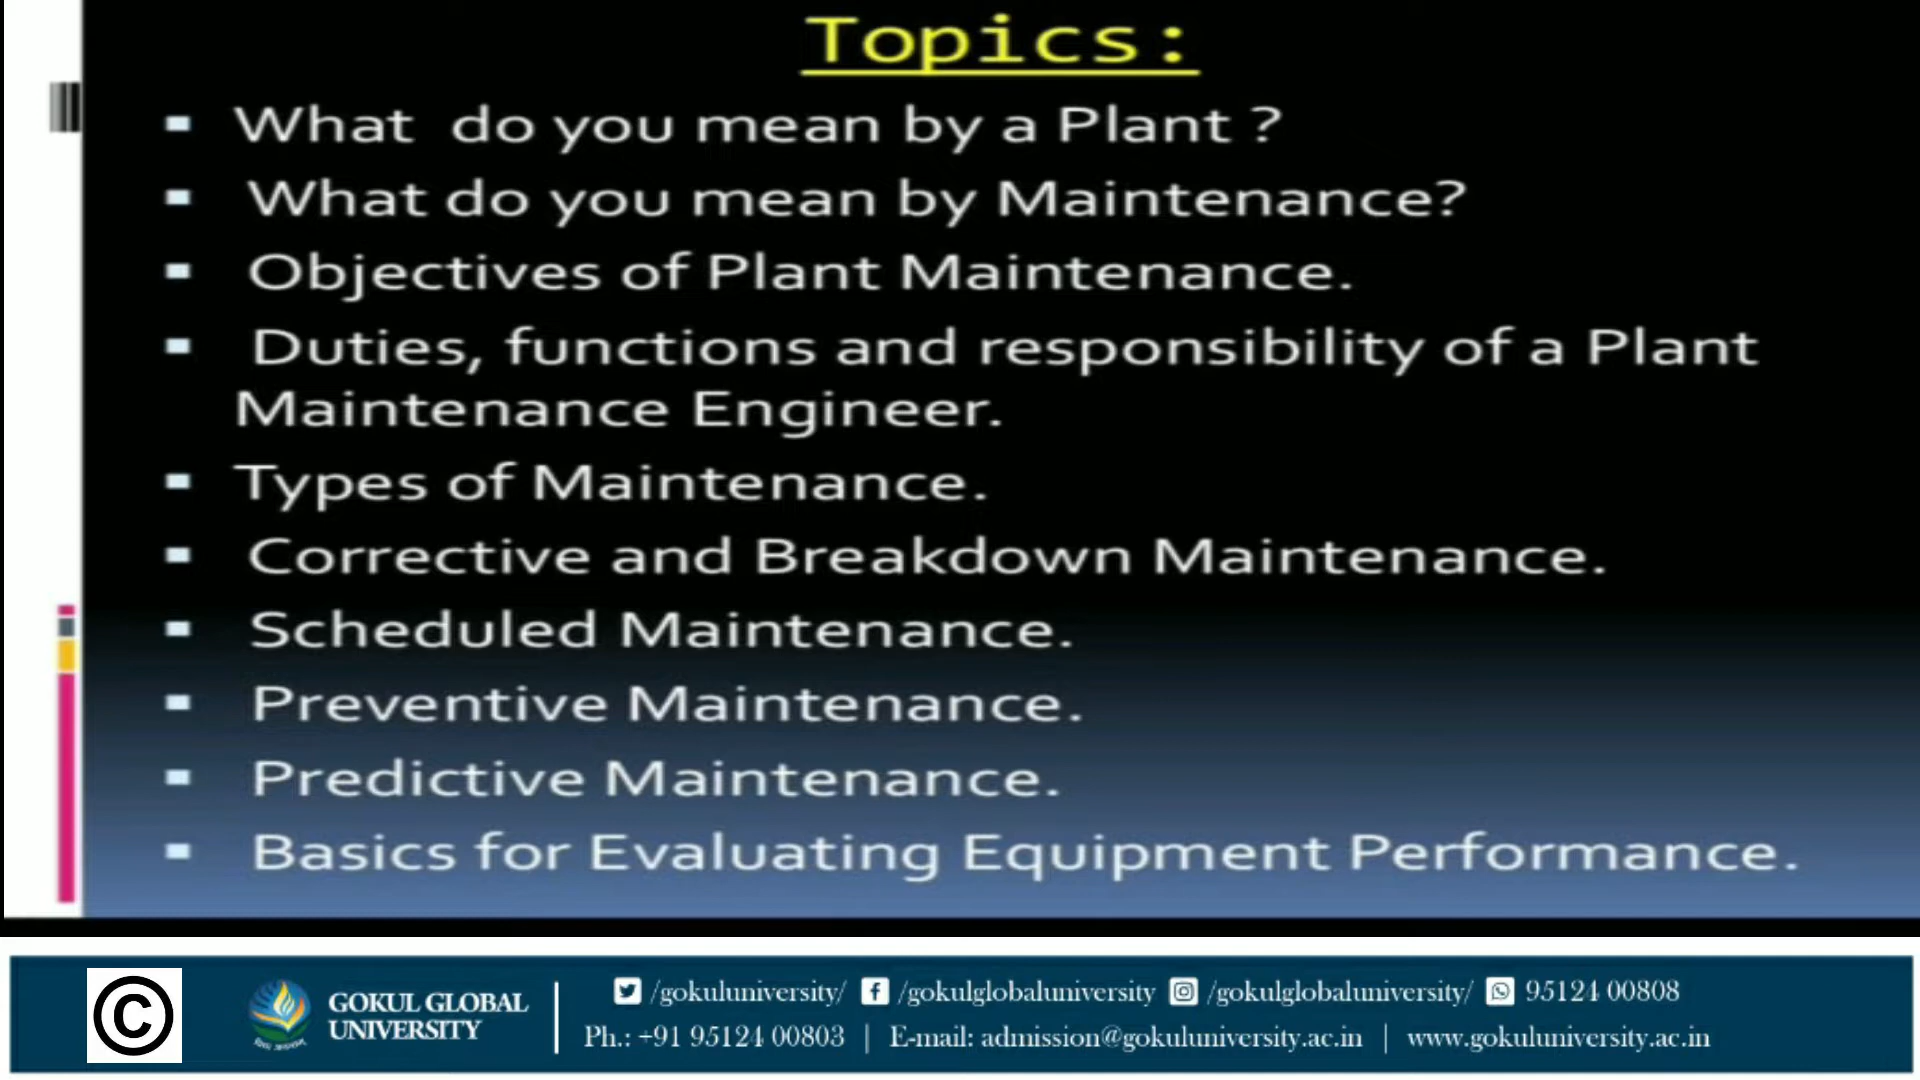 Topics:
What do you mean by a Plant ?
What do you mean by Maintenance?
Objectives of Plant Maintenance.
Duties, functions and responsibility of a Plant
Maintenance Engineer.
Types of Maintenance.
Corrective and Breakdown Maintenance.
Scheduled Maintenance.
Preventive Maintenance.
Predictive Maintenance.
Basics for Evaluating Equipment Performance.
©
GOKUL GLOBAL
UNIVERSITY
/gokuluniversity/ /gokulglobaluniversity /gokulglobaluniversity/ 95124 00808
Ph.: +91 95124 00803 | E-mail: admission@gokuluniversity.ac.in | www.gokuluniversity.ac.in